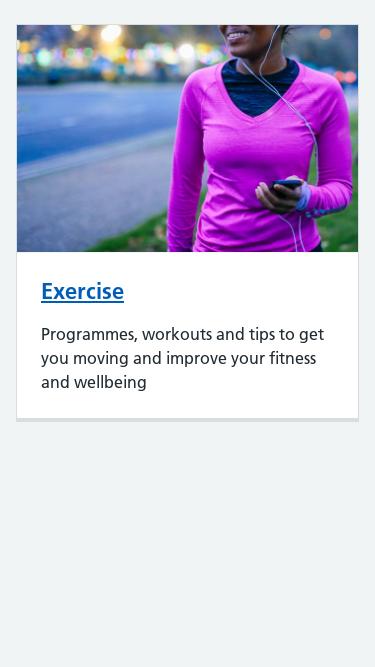 Exercise
Programmes, workouts and tips to get
you moving and improve your fitness
and wellbeing